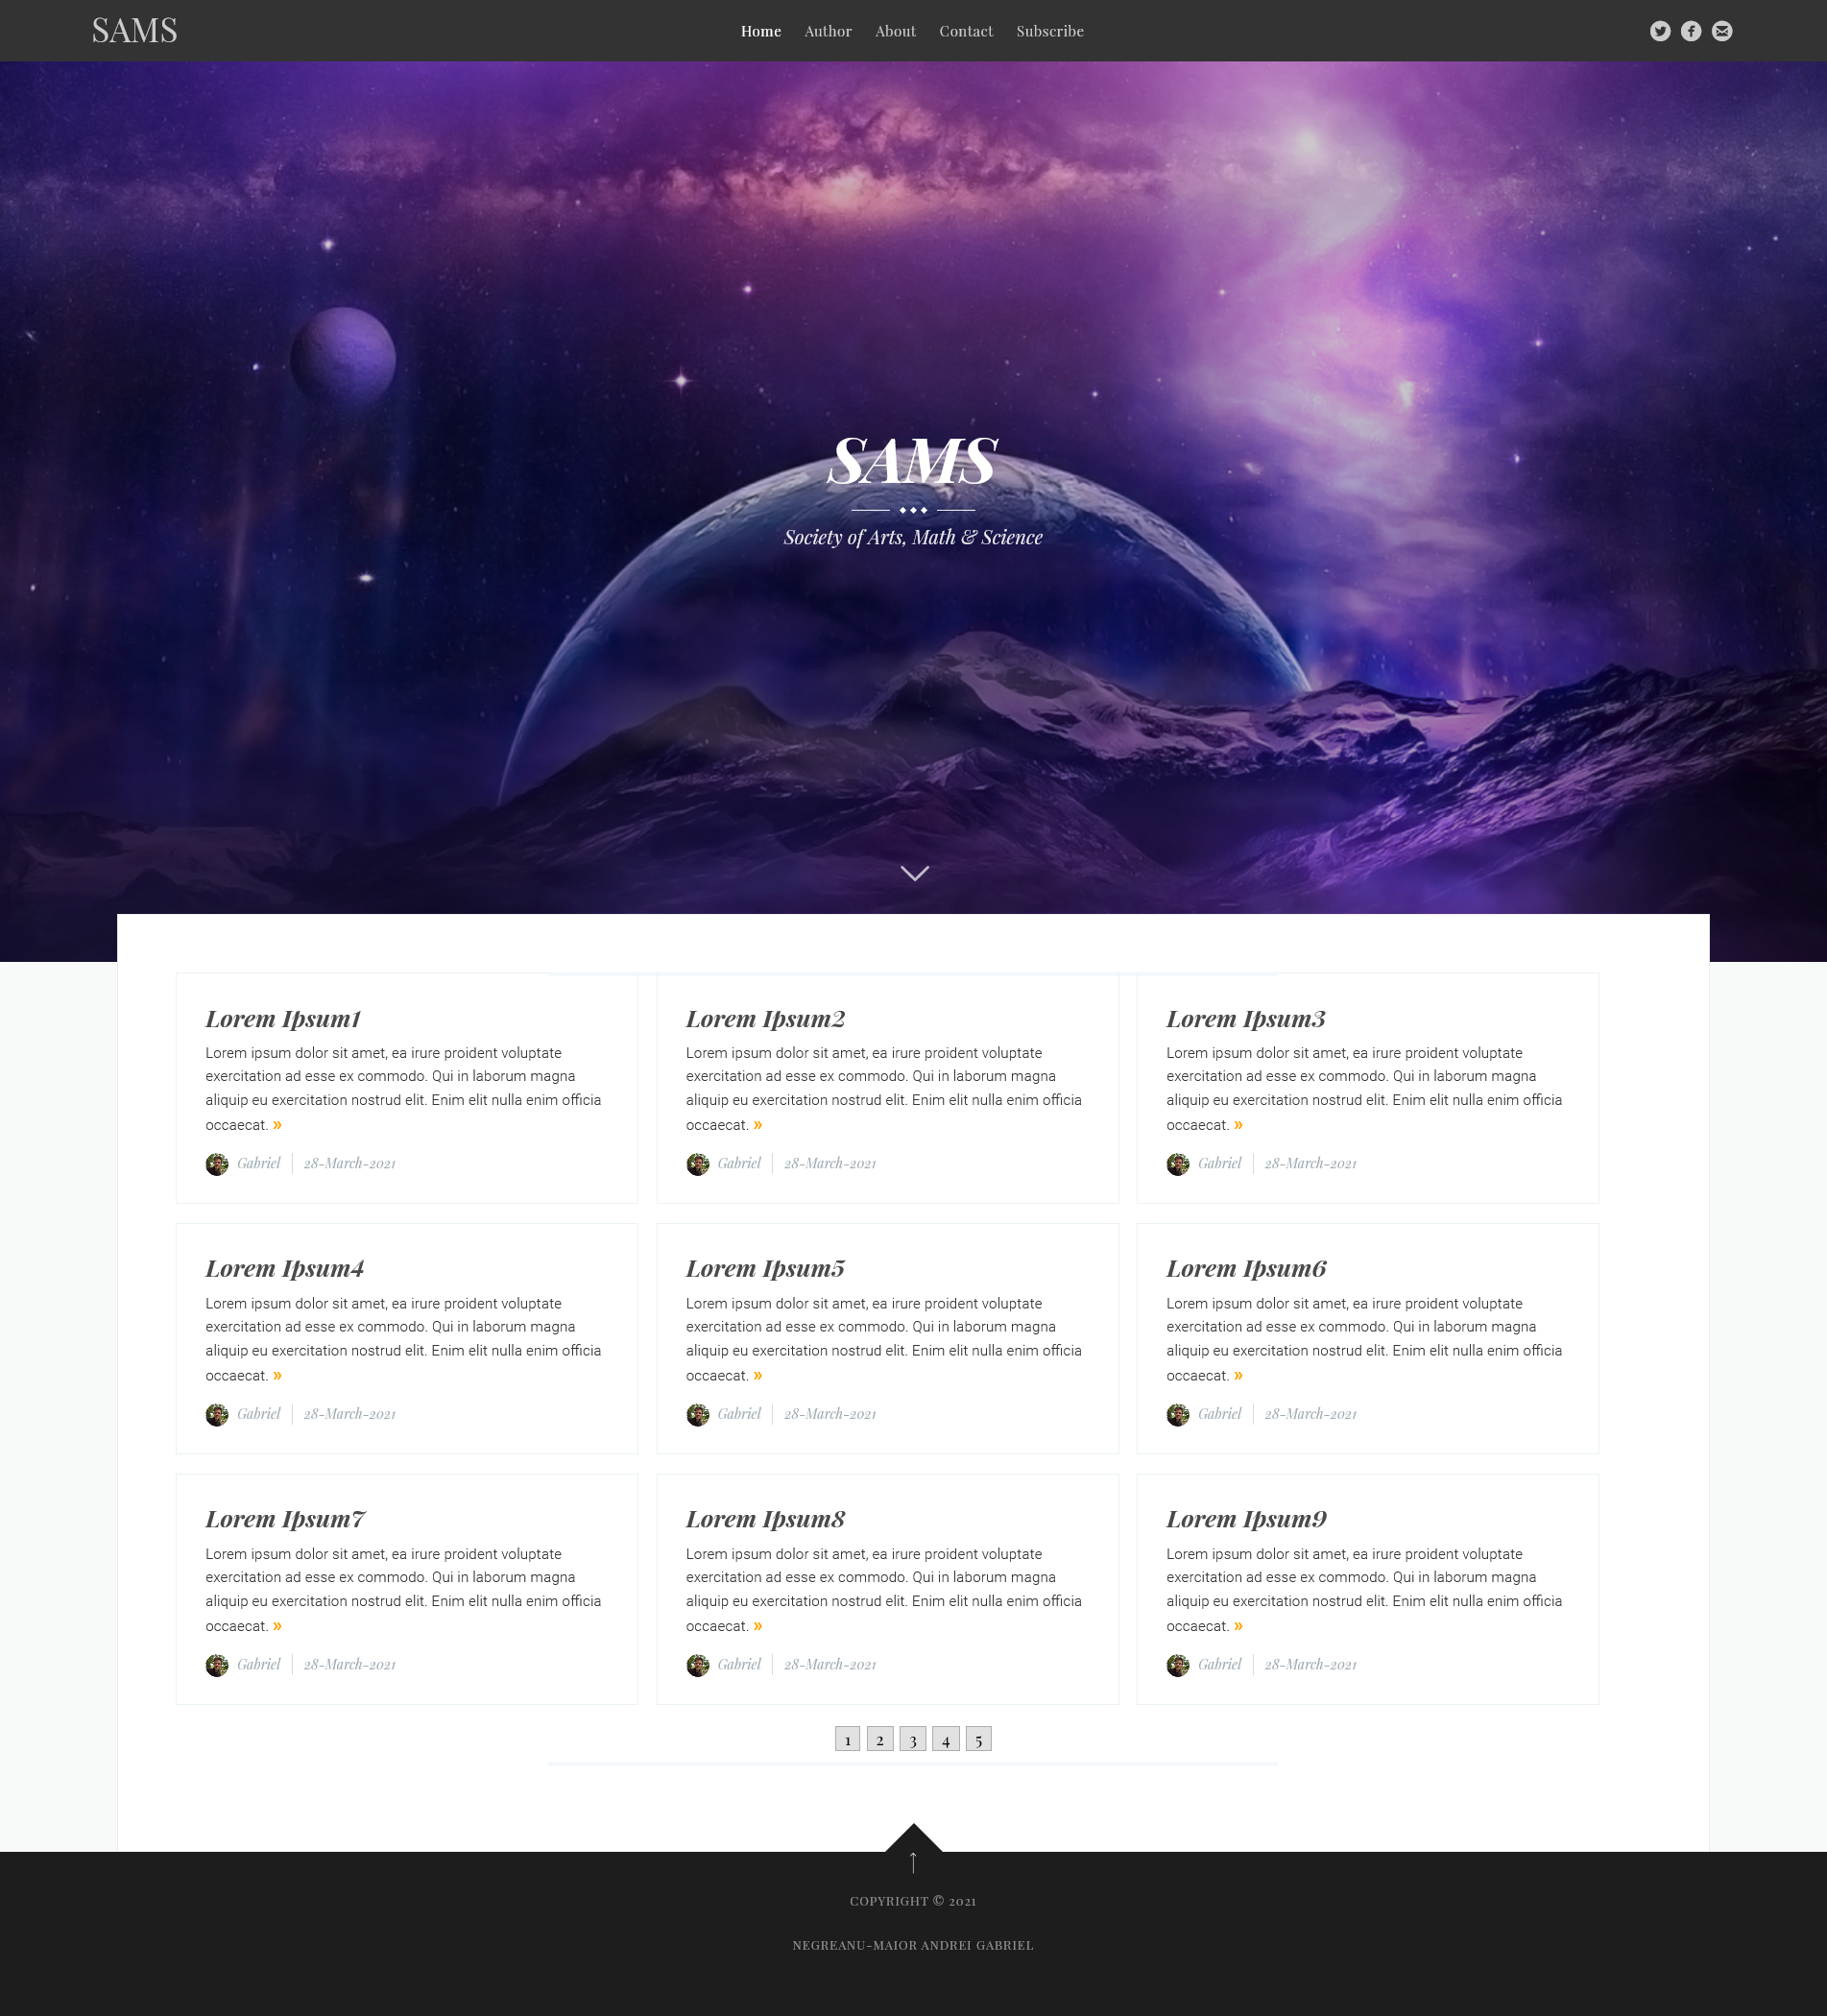 SAMS
Home Author About Contact Subscribe
SAMS
Society of Arts, Math & Science
Lorem Ipsum1
Lorem ipsum dolor sit amet, ea irure proident voluptate
exercitation ad esse ex commodo. Qui in laborum magna
aliquip eu exercitation nostrud elit. Enim elit nulla enim officia
occaecat. »
Gabriel 28-March-2021
Lorem Ipsum2
Lorem ipsum dolor sit amet, ea irure proident voluptate
exercitation ad esse ex commodo. Qui in laborum magna
aliquip eu exercitation nostrud elit. Enim elit nulla enim officia
occaecat. »
Gabriel 28-March-2021
Lorem Ipsum3
Lorem ipsum dolor sit amet, ea irure proident voluptate
exercitation ad esse ex commodo. Qui in laborum magna
aliquip eu exercitation nostrud elit. Enim elit nulla enim officia
occaecat. »
Gabriel 28-March-2021
Lorem Ipsum4
Lorem ipsum dolor sit amet, ea irure proident voluptate
exercitation ad esse ex commodo. Qui in laborum magna
aliquip eu exercitation nostrud elit. Enim elit nulla enim officia
occaecat. »
Gabriel 28-March-2021
Lorem Ipsum5
Lorem ipsum dolor sit amet, ea irure proident voluptate
exercitation ad esse ex commodo. Qui in laborum magna
aliquip eu exercitation nostrud elit. Enim elit nulla enim officia
occaecat. »
Gabriel 28-March-2021
Lorem Ipsum6
Lorem ipsum dolor sit amet, ea irure proident voluptate
exercitation ad esse ex commodo. Qui in laborum magna
aliquip eu exercitation nostrud elit. Enim elit nulla enim officia
occaecat. »
Gabriel 28-March-2021
Lorem Ipsum7
Lorem ipsum dolor sit amet, ea irure proident voluptate
exercitation ad esse ex commodo. Qui in laborum magna
aliquip eu exercitation nostrud elit. Enim elit nulla enim officia
occaecat. »
Gabriel 28-March-2021
Lorem Ipsum8
Lorem ipsum dolor sit amet, ea irure proident voluptate
exercitation ad esse ex commodo. Qui in laborum magna
aliquip eu exercitation nostrud elit. Enim elit nulla enim officia
occaecat. »
Gabriel 28-March-2021
Lorem Ipsum9
Lorem ipsum dolor sit amet, ea irure proident voluptate
exercitation ad esse ex commodo. Qui in laborum magna
aliquip eu exercitation nostrud elit. Enim elit nulla enim officia
occaecat. »
Gabriel 28-March-2021
1 2 3 4 5
COPYRIGHT © 2021
NEGREANU-MAIOR ANDREI GABRIEL